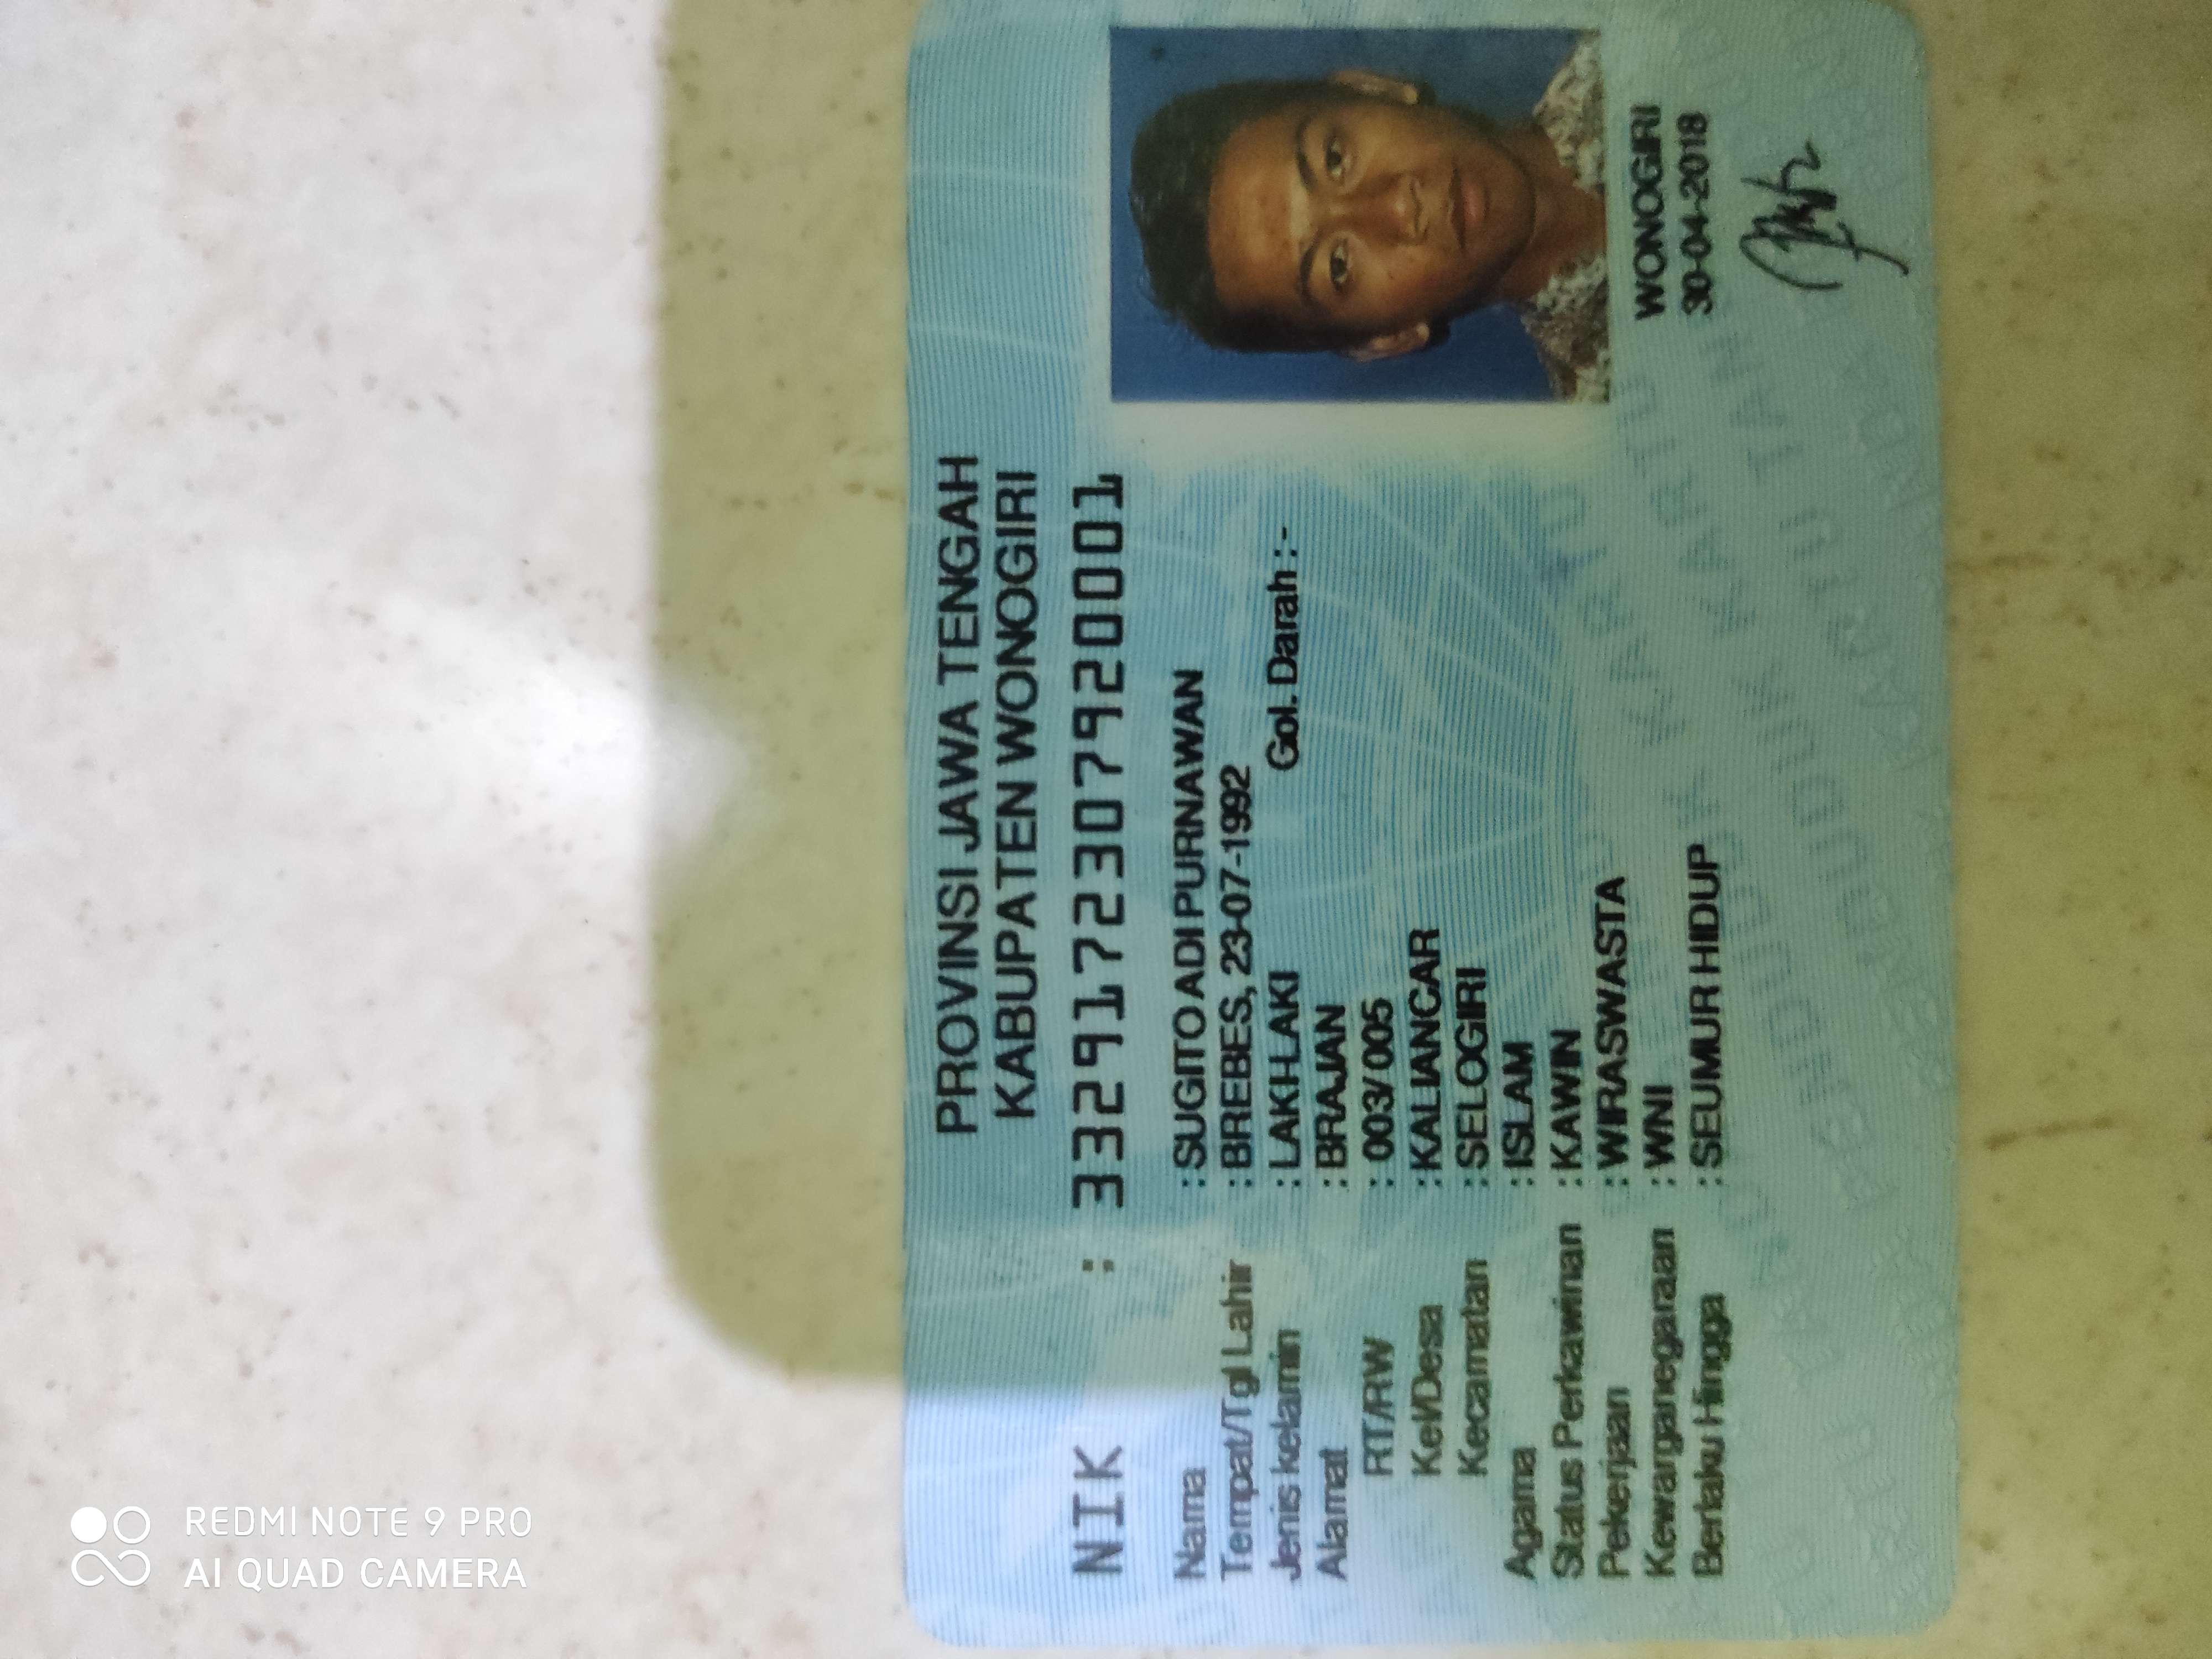 PROVINSI JAWA TENGAH
KABUPATEN WONOGIRI
NIK : 3329172307920001
Nama : SUGITO ADI PURNAWAN
Tempat/Tgl Lahir : BREBES, 23-07-1992
Jenis kelamin : LAKI-LAKI Gol. Darah : -
Alamat : BRAJAN
RT/RW : 003/005
Kel/Desa : KALIANCAR
Kecamatan : SELOGIRI
Agama : ISLAM
Status Perkawinan : KAWIN
Pekerjaan : WIRASWASTA
Kewarganegaraan : WNI
Berlaku Hingga : SEUMUR HIDUP
WONOGIRI
30-04-2018
REDMI NOTE 9 PRO
AI QUAD CAMERA